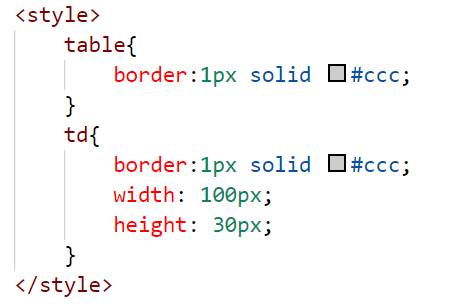 <style>
table{
border:1px solid #ccc;
}
td{
border:1px solid #ccc;
width: 100px;
height: 30px;
}
</style>